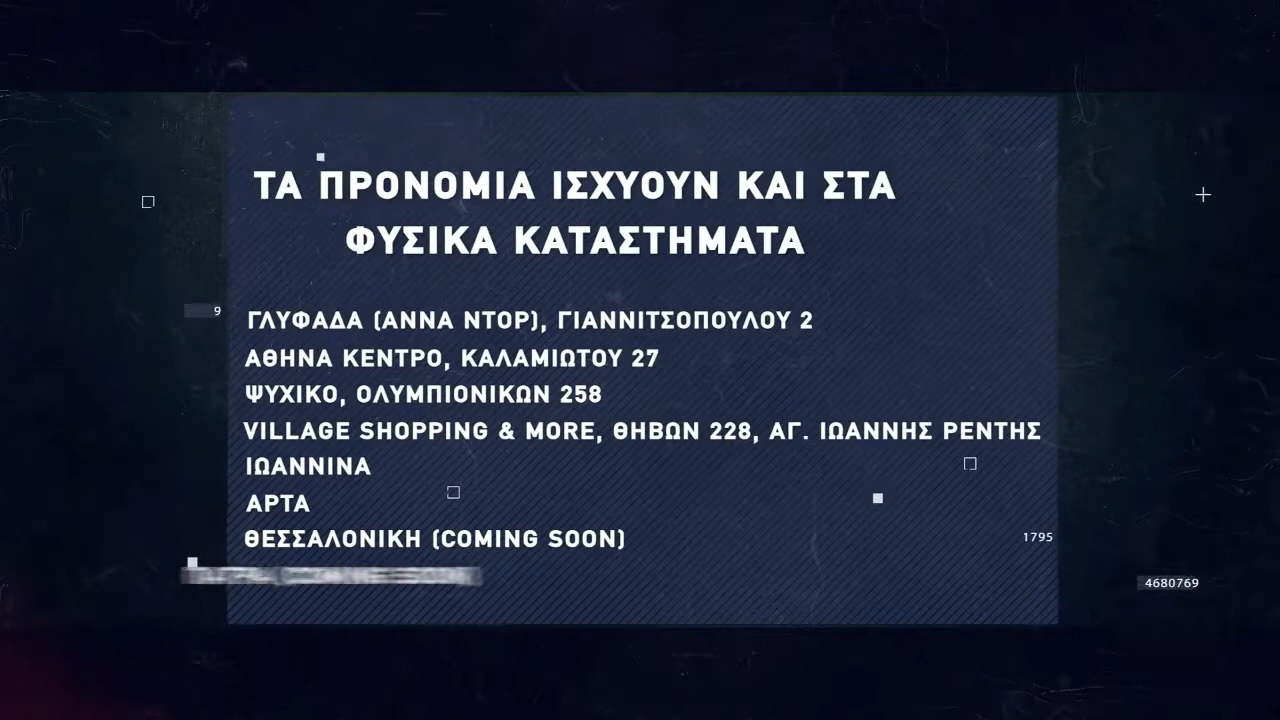 ΤΑ ΠΡΟΝΟΜΙΑ ΙΣΧΥΟΥΝ ΚΑΙ ΣΤΑ
ΦΥΣΙΚΑ ΚΑΤΑΣΤΗΜΑΤΑ
9
ΓΛΥΦΑΔΑ (ΑΝΝΑ ΝΤΟΡ), ΓΙΑΝΝΙΤΣΟΠΟΥΛΟΥ 2
ΑΘΗΝΑ ΚΕΝΤΡΟ, ΚΑΛΑΜΙΩΤΟΥ 27
ΨΥΧΙΚΟ, ΟΛΥΜΠΙΟΝΙΚΩΝ 258
VILLAGE SHOPPING & MORE, ΘΗΒΩΝ 228, ΑΓ. ΙΩΑΝΝΗΣ ΡΕΝΤΗΣ
ΙΩΑΝΝΙΝΑ
ΑΡΤΑ
ΘΕΣΣΑΛΟΝΙΚΗ (COMING SOON)
1795
4680769